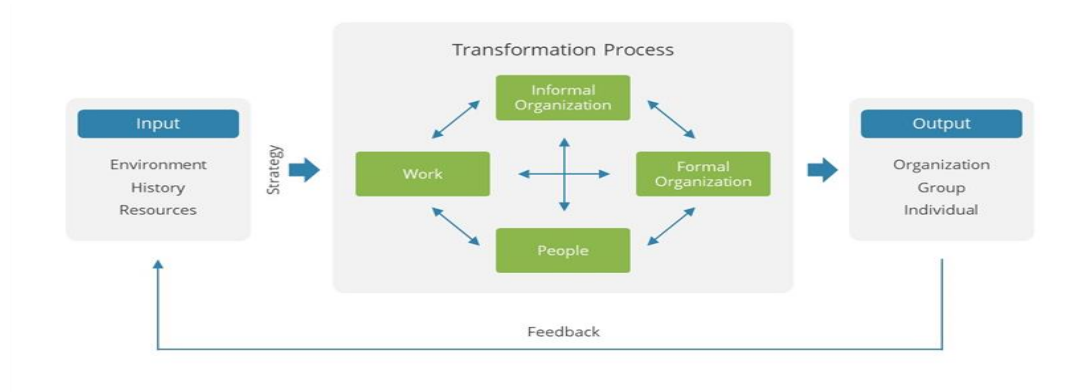 Transformation Process
Informal
Organization
Input
Environment
History
Resources
Strategy
Work
Formal
Organization
People
Output
Organization
Group
Individual
Feedback